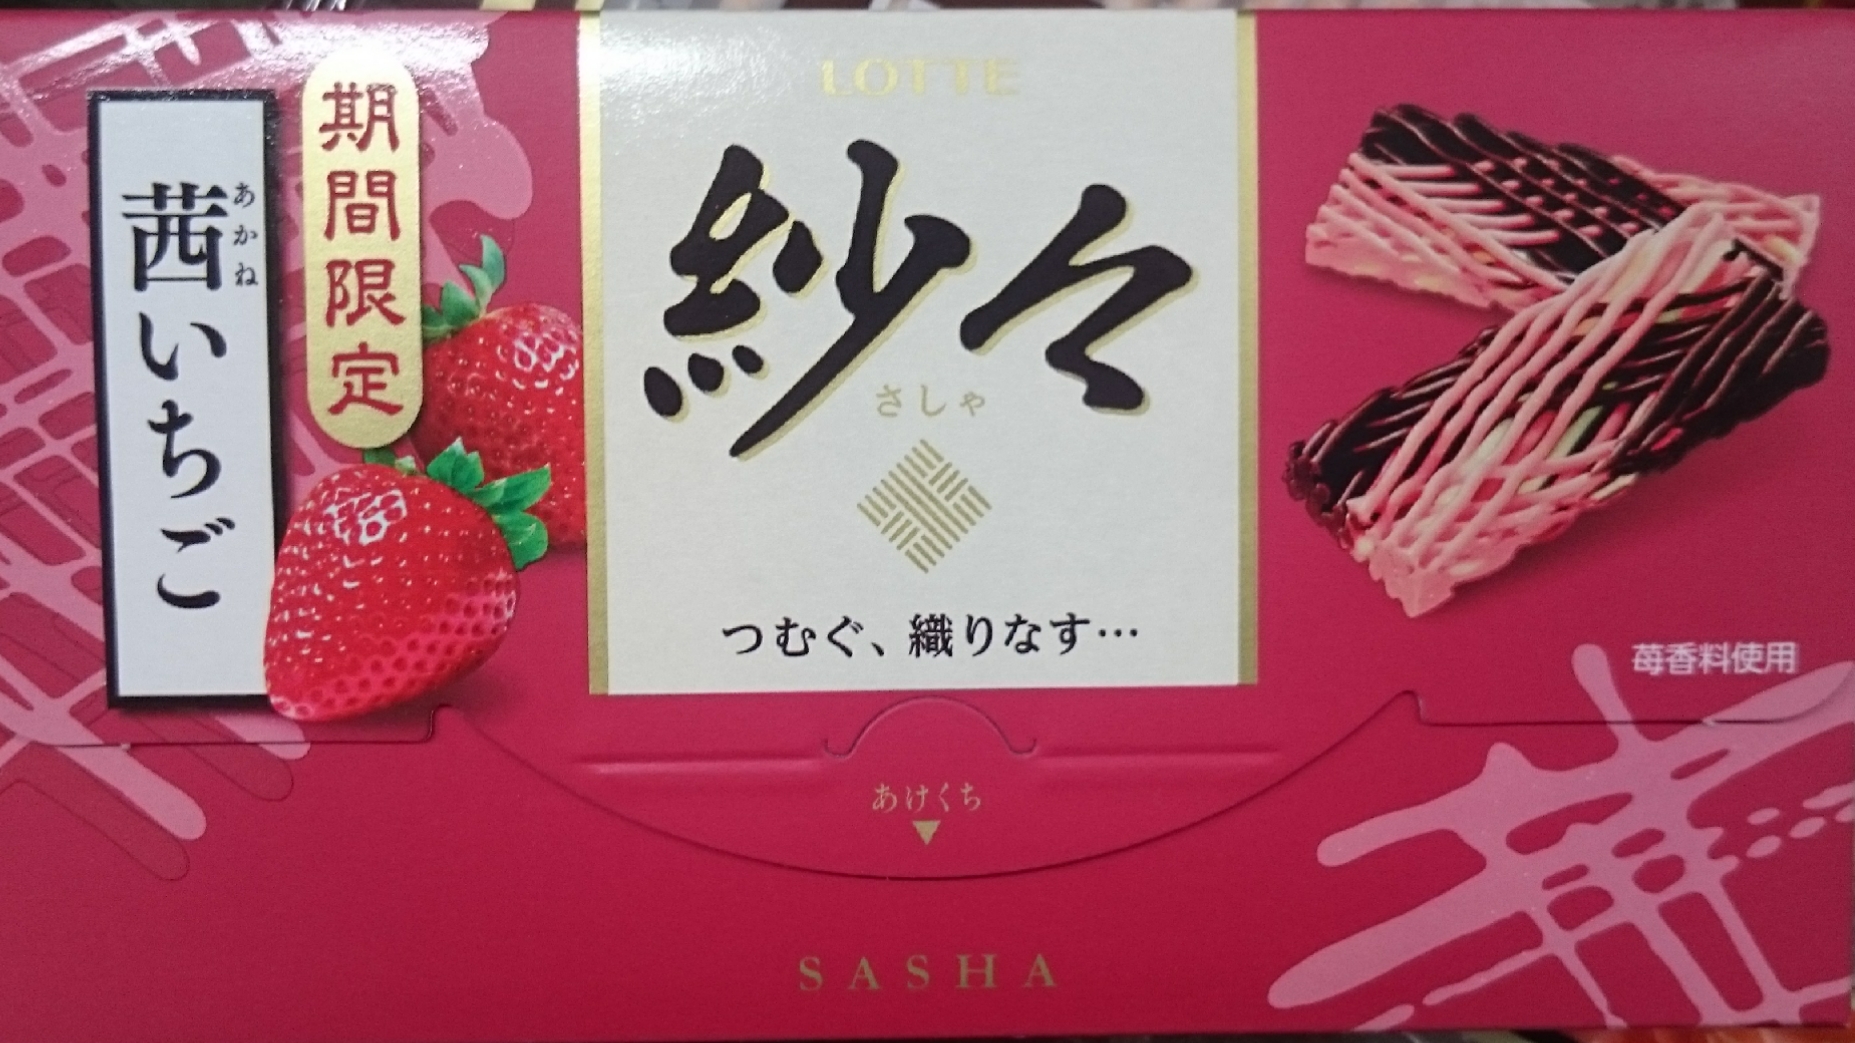 LOTTE
紗々
さしゃ
つむぐ、織りなす…
期間限定
あかね
茜いちご
苺香料使用
あけくち
SASHA